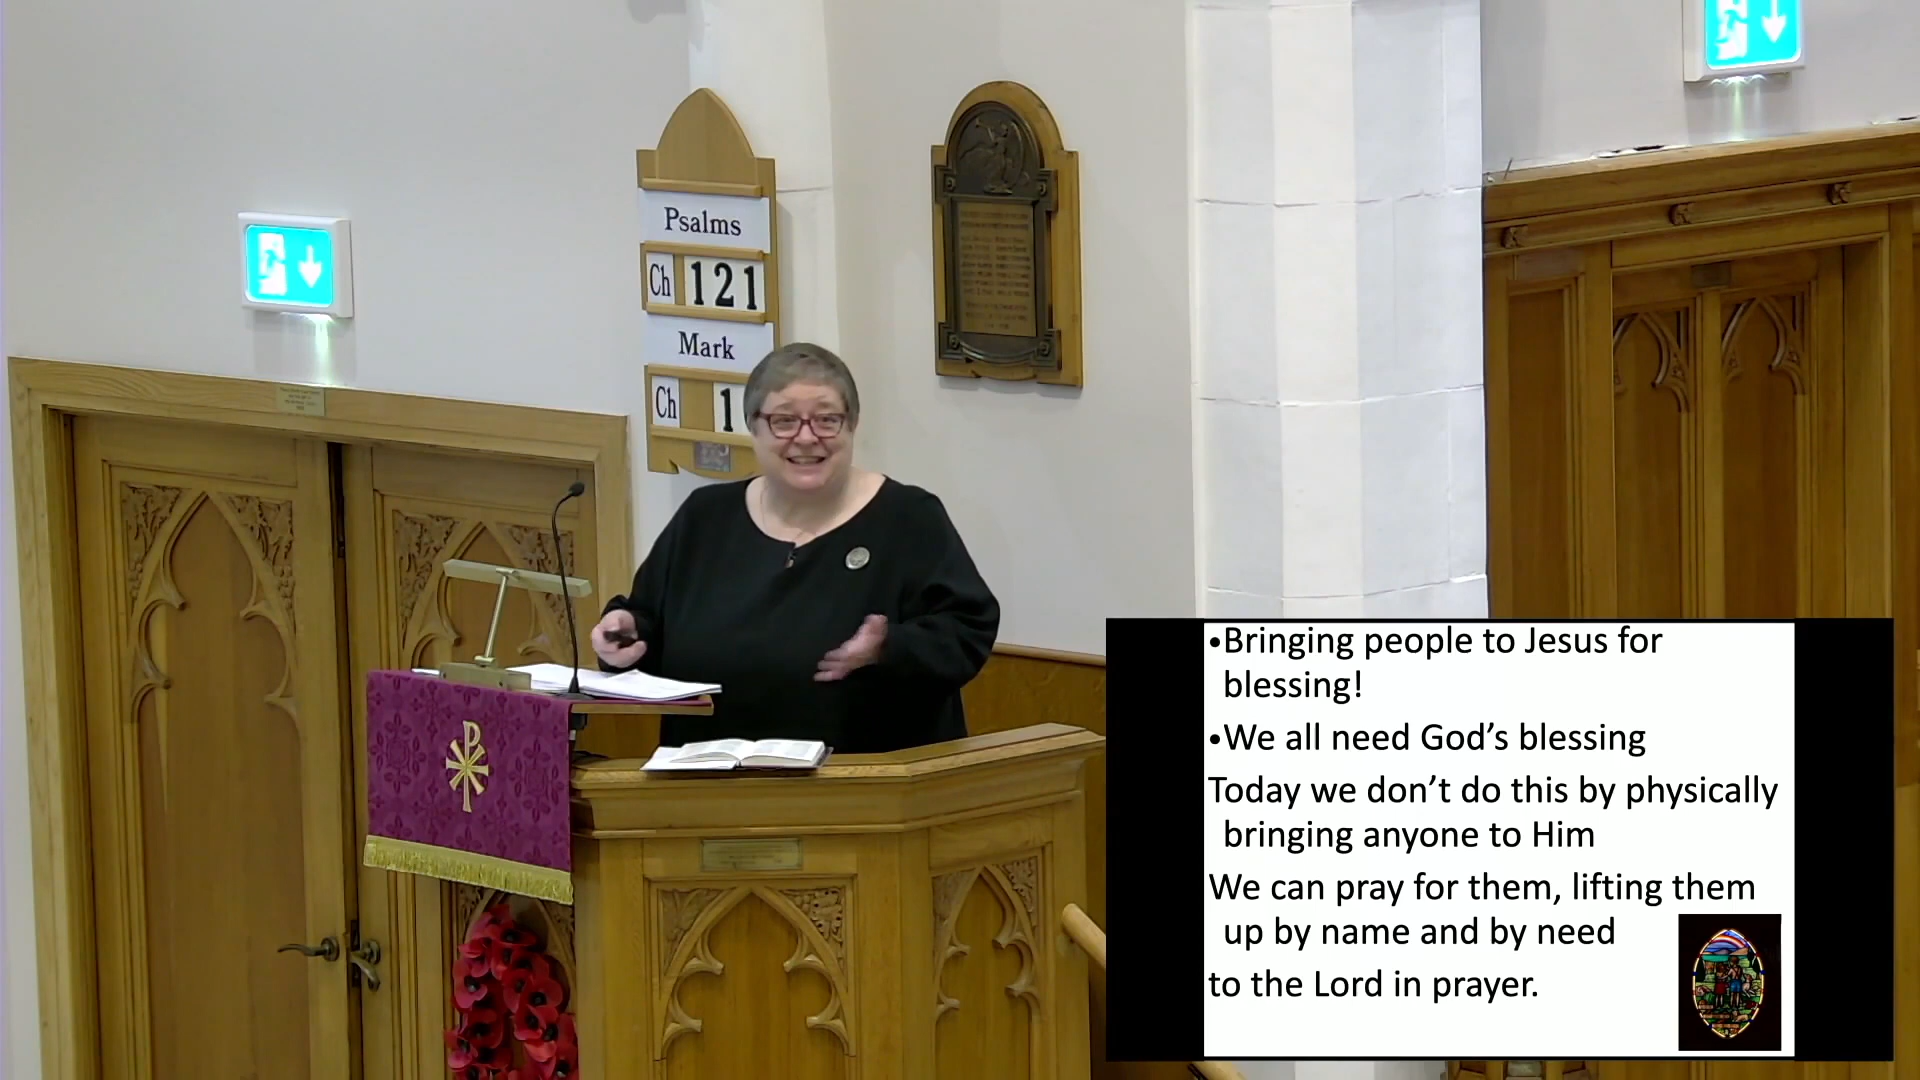 Psalms
Ch 121
Mark
Ch 1
•Bringing people to Jesus for
blessing!
•We all need God's blessing
Today we don't do this by physically
bringing anyone to Him
We can pray for them, lifting them
up by name and by need
to the Lord in prayer.